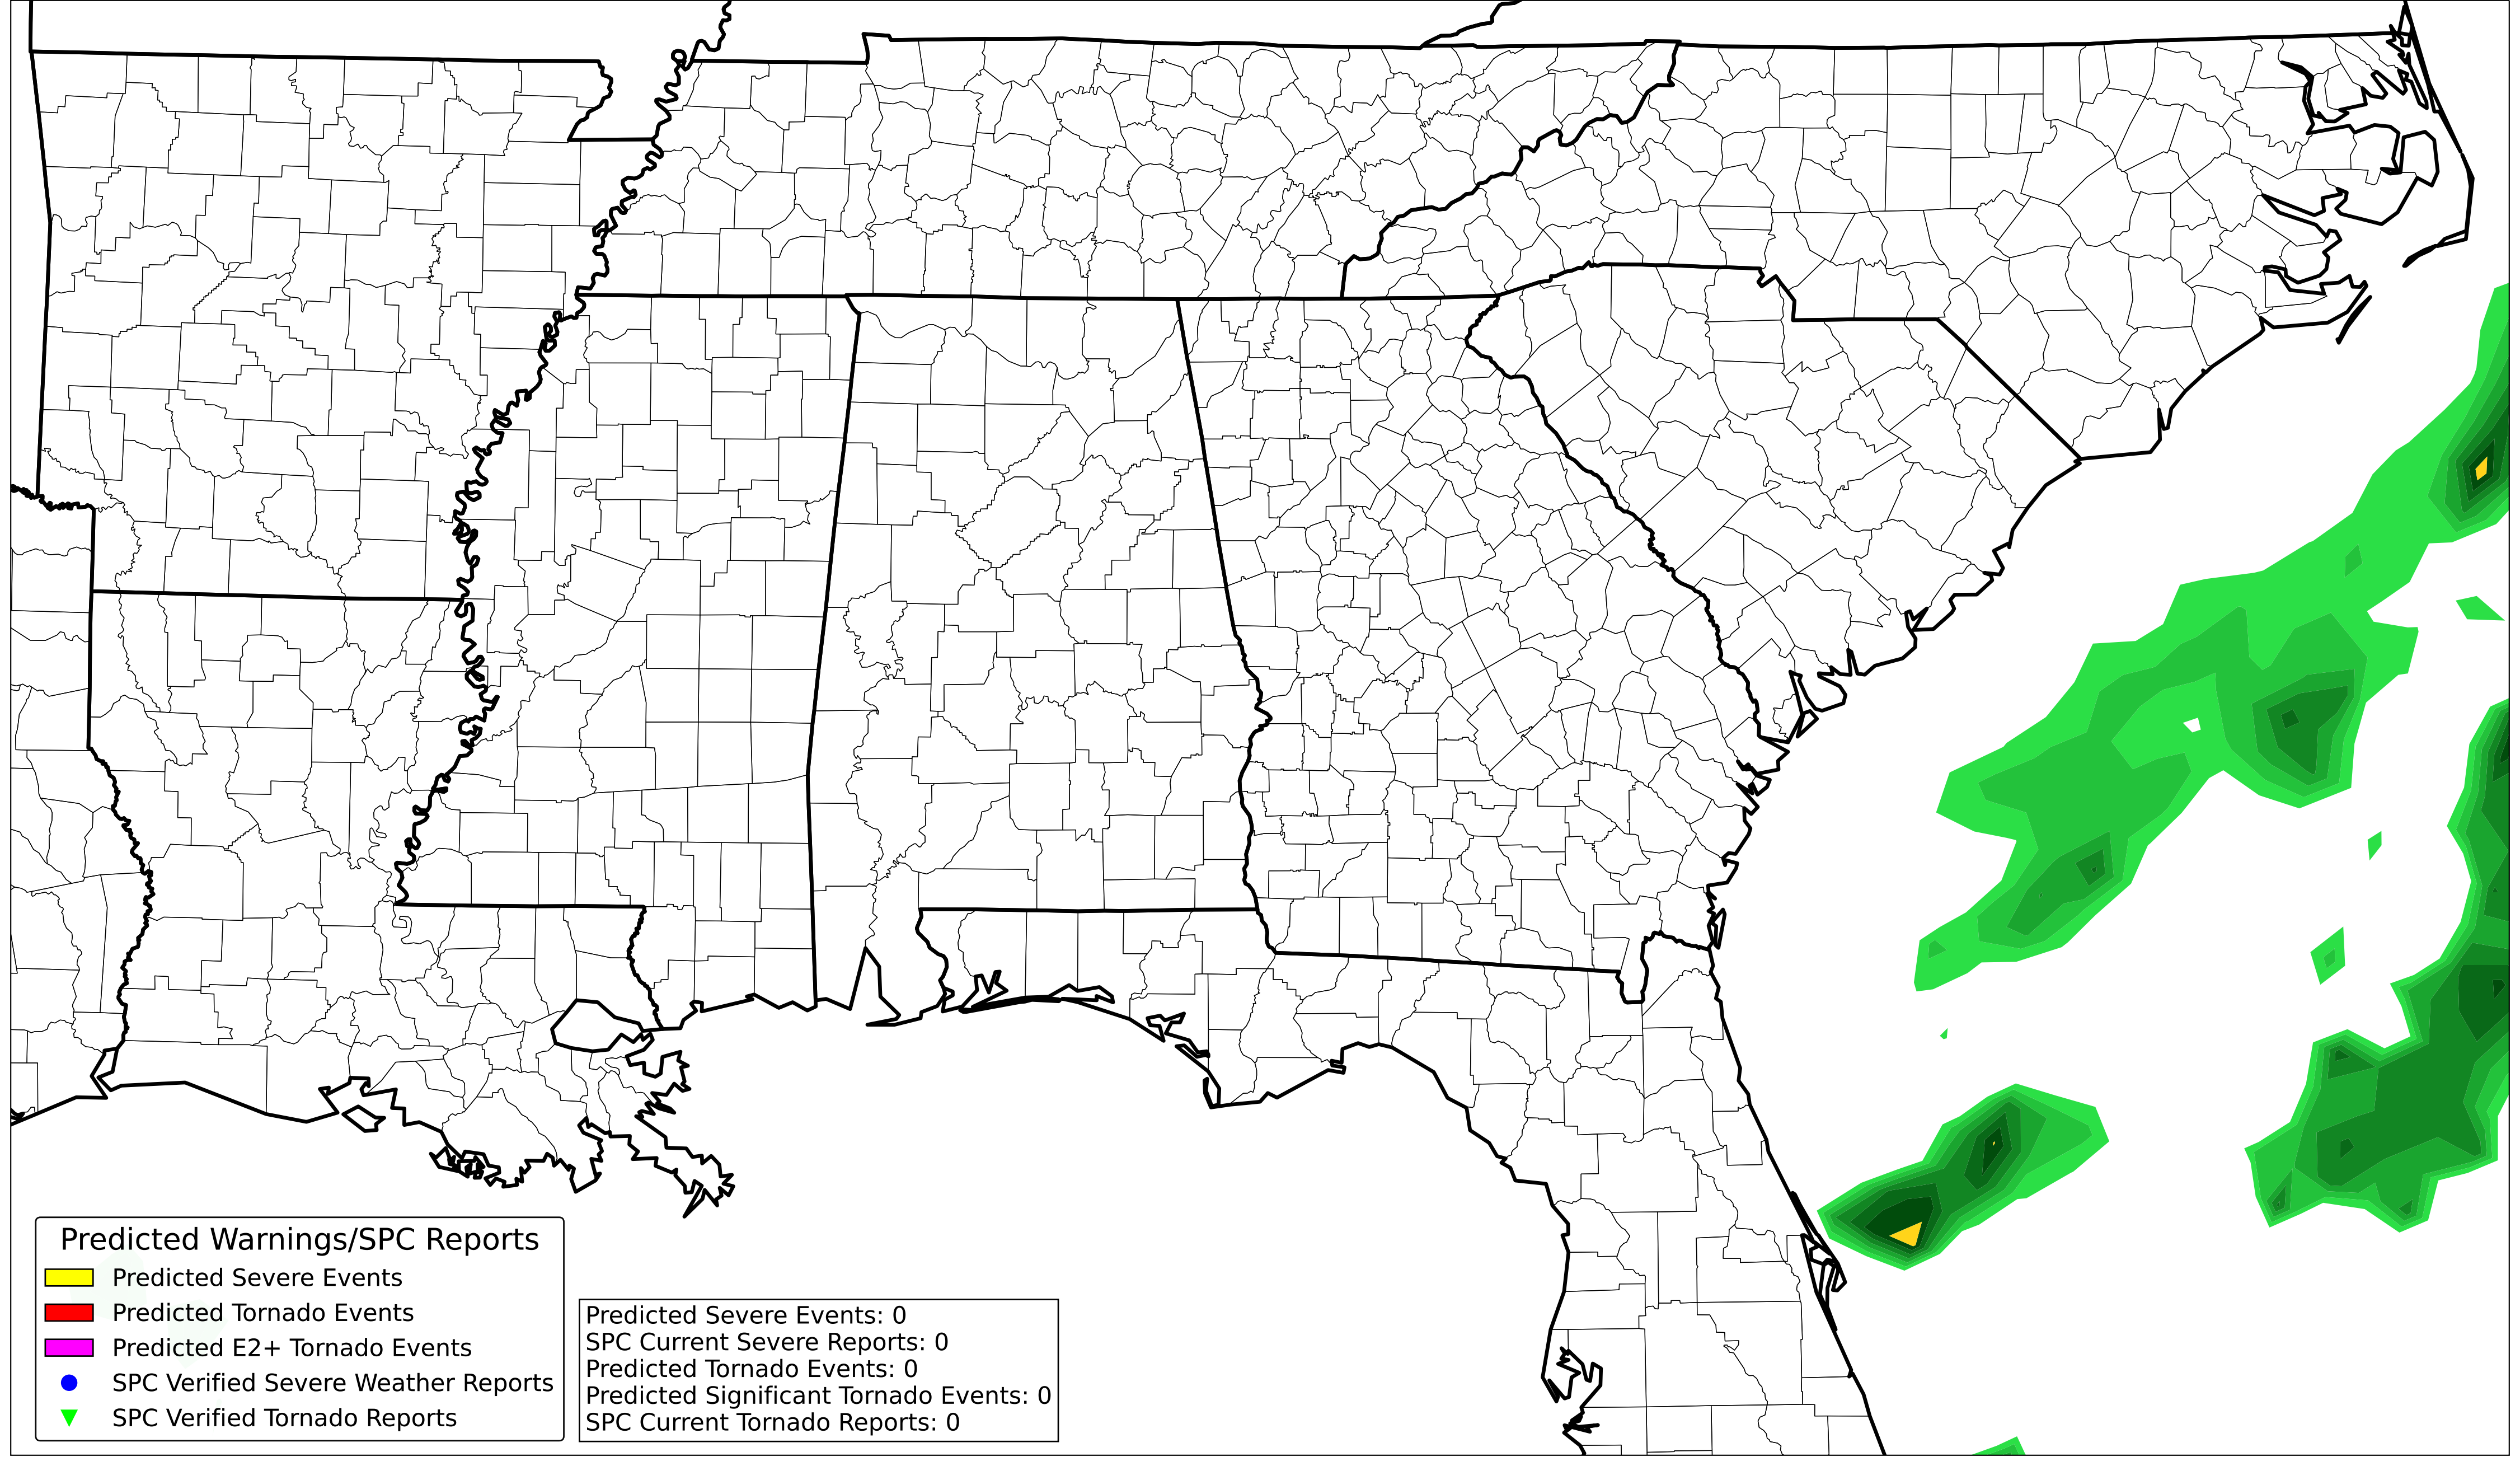 Predicted Warnings/SPC Reports
Predicted Severe Events
Predicted Tornado Events
Predicted E2+ Tornado Events
SPC Verified Severe Weather Reports
SPC Verified Tornado Reports
Predicted Severe Events: 0
SPC Current Severe Reports: 0
Predicted Tornado Events: 0
Predicted Significant Tornado Events: 0
SPC Current Tornado Reports: 0